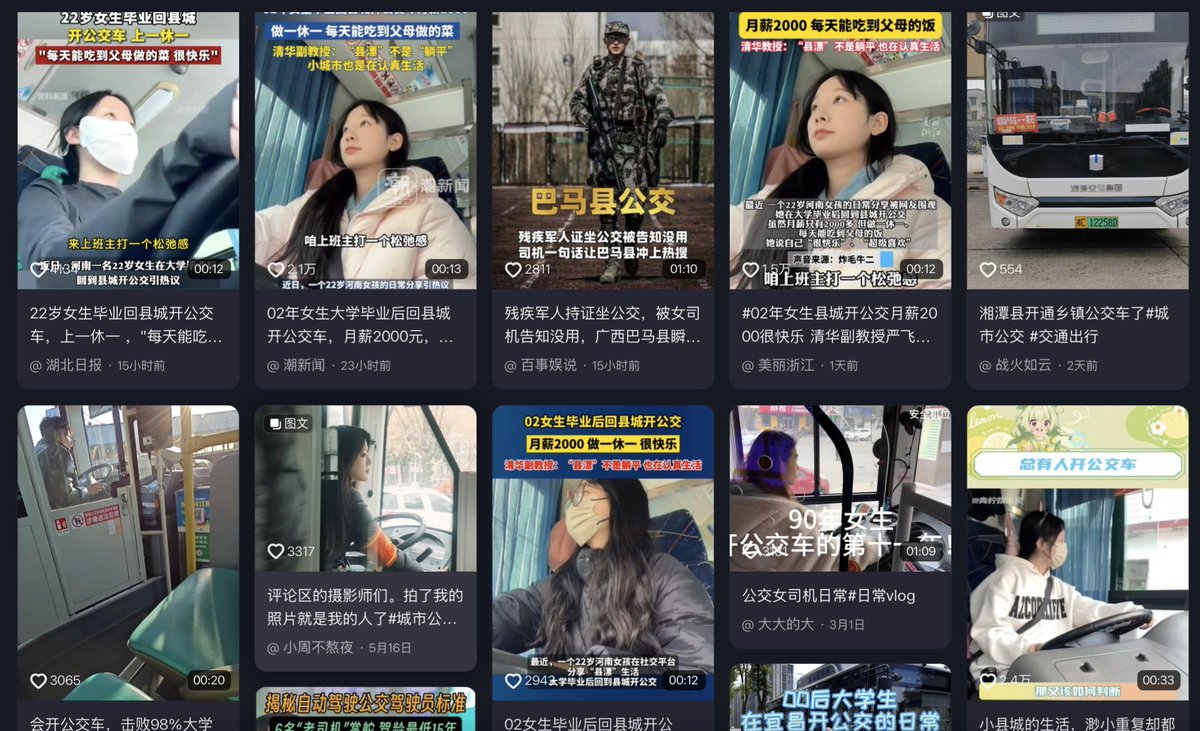 22岁女生毕业回县城
开公交车 上一休一
"每天能吃到父母做的菜 很快乐"
资料画面
来上班主打一个松弛感
近日，河南一名22岁女生在大学毕业
回到县城开公交引热议
00:12
22岁女生毕业回县城开公交
车，上一休一 ，"每天能吃…
@ 湖北日报 · 15小时前
做一休一 每天能吃到父母做的菜
清华副教授：“县漂”不是“躺平”
小城市也是在认真生活
潮新闻
咱上班主打一个松弛感
2.1万
00:13
近日，一个22岁河南女孩的日常分享引热议
02年女生大学毕业后回县城
开公交车，月薪2000元，…
@ 潮新闻 · 23小时前
巴马县公交
残疾军人证坐公交被告知没用
司机一句话让巴马县冲上热搜
2811
01:10
残疾军人持证坐公交，被女司
机告知没用，广西巴马县瞬…
@ 百事娱说 · 15小时前
月薪2000 每天能吃到父母的饭
清华教授：“县漂”不是躺平 也在认真生活
美丽
浙江
最近 一个22岁河南女孩的日常分享被网友围观
她在大学毕业后回到县城开公交
虽然月薪只有2000多 但做一休一、
每天能吃到父母的饭
她说自己“很快乐”、“超级喜欢”
声音来源：炸毛牛二
1.5万
00:12
咱上班主打一个松弛感
#02年女生县城开公交月薪20
00很快乐 清华副教授严飞…
@ 美丽浙江 · 1天前
图文
554
湘潭县开通乡镇公交车了#城
市公交 #交通出行
@ 战火如云 · 2天前
3065
00:20
会开公交车，击败98%大学
图文
3317
评论区的摄影师们。拍了我的
照片就是我的人了#城市公…
@ 小周不熬夜 · 5月16日
揭秘自动驾驶公交驾驶员标准
6名“老司机”掌舵 驾龄最低15年
02女生毕业后回县城开公交
月薪2000 做一休一 很快乐
清华副教授：“县漂”不是躺平 也在认真生活
最近，一个22岁河南女孩在社交平台
分享“县漂”生活
大学毕业后回到县城开公交
00:12
02女生毕业后回县城开公
90年女生
开公交车的第十一年！
01:09
公交女司机日常#日常vlog
@ 大大的大 · 3月1日
00后大学生
在宜昌开公交的日常
lemon
总有人开公交车
2.4万
00:33
那又该如何判断
小县城的生活，渺小重复却都